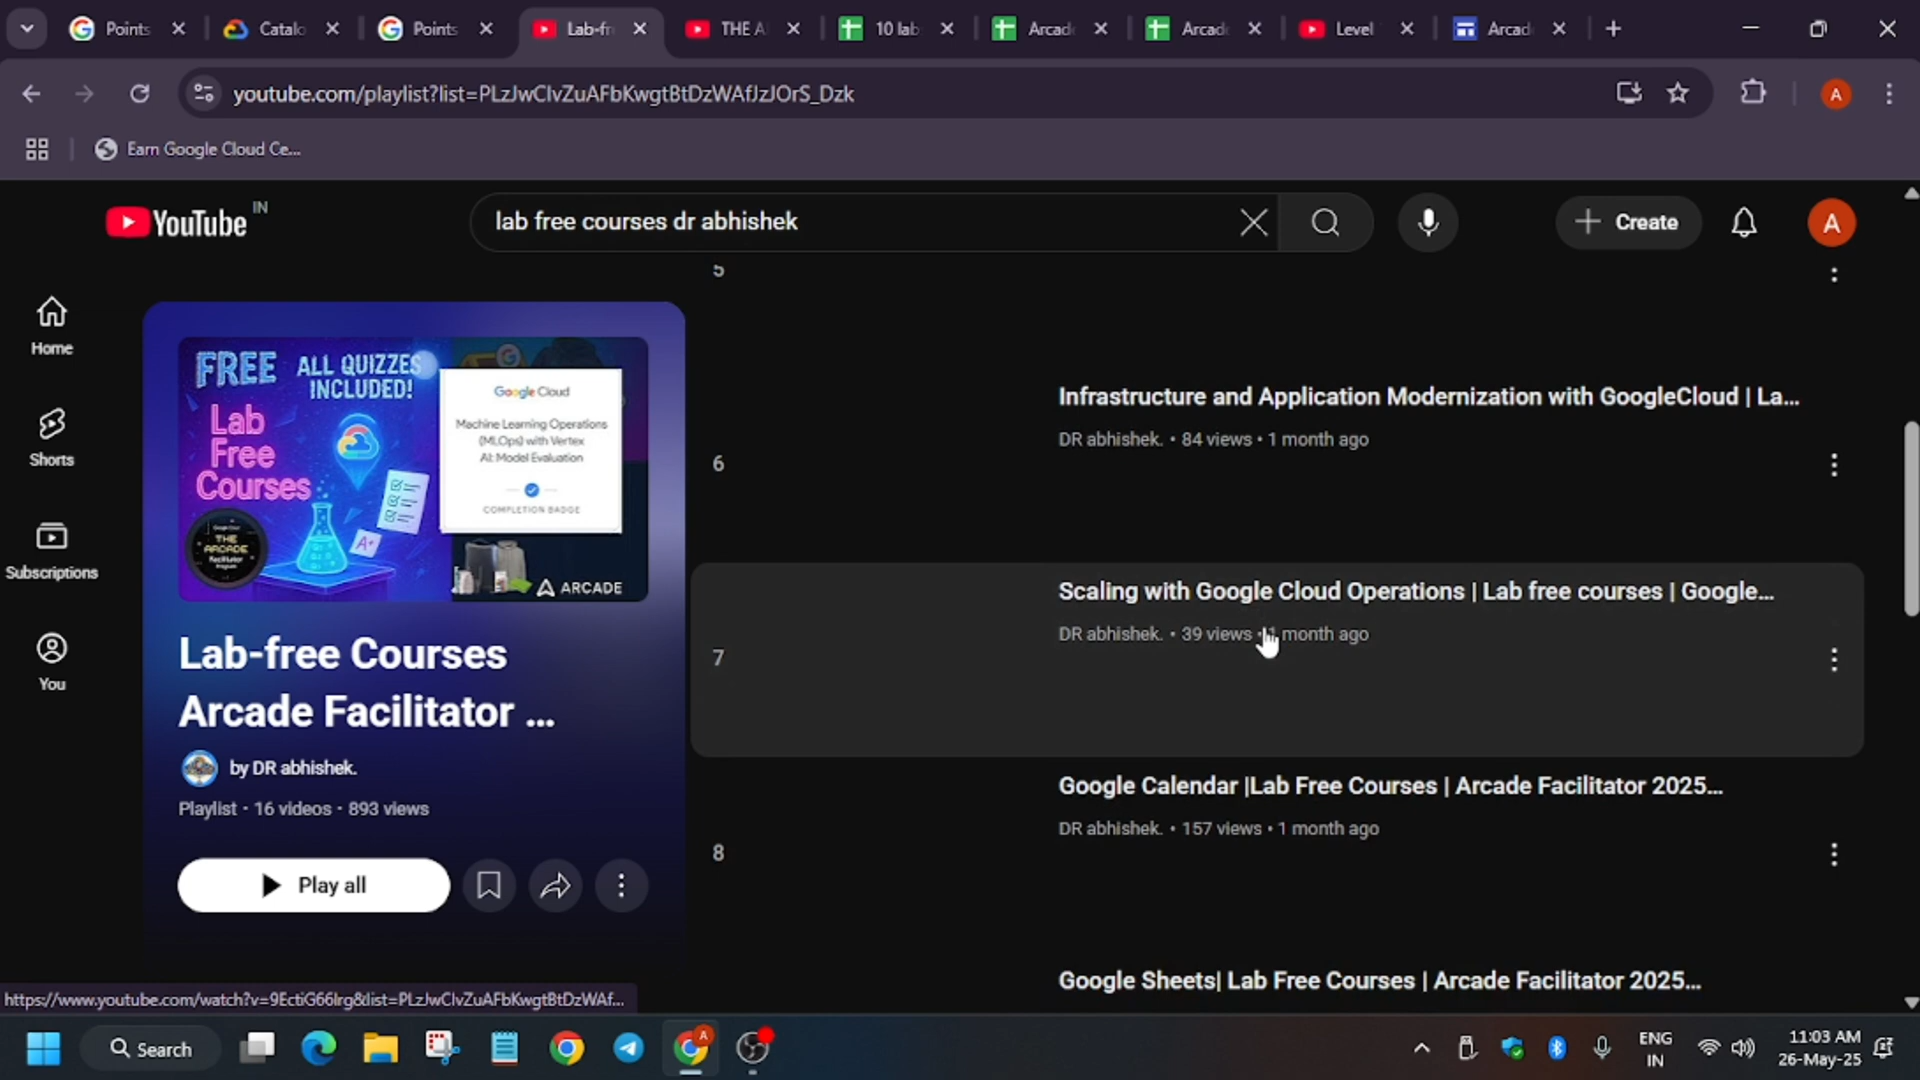 Points
Catalo
Points
Lab-fr
THE A
10 lab
Arcad
Arcad
Level
Arcad
youtube.com/playlist?list=PLzJwClvZuAFbKwgtBtDzWAfJzJOrS_Dzk
A
Earn Google Cloud Ce...
YouTube IN
lab free courses dr abhishek
Create
A
Home
Shorts
Subscriptions
You
FREE ALL QUIZZES INCLUDED!
Lab
Free
Courses
A+
THE ARCADE
Google Cloud
Machine Learning Operations
(MLOps) with Vertex
AI: Model Evaluation
COMPLETION BADGE
ARCADE
Lab-free Courses
Arcade Facilitator ...
by DR abhishek.
Playlist • 16 videos • 893 views
Play all
5
Infrastructure and Application Modernization with GoogleCloud | La...
DR abhishek. • 84 views • 1 month ago
6
Scaling with Google Cloud Operations | Lab free courses | Google...
DR abhishek. • 39 views • 1 month ago
7
Google Calendar |Lab Free Courses | Arcade Facilitator 2025...
DR abhishek. • 157 views • 1 month ago
8
Google Sheets| Lab Free Courses | Arcade Facilitator 2025...
https://www.youtube.com/watch?v=9EctiG66lrg&list=PLzJwClvZuAFbKwgtBtDzWAf...
Search
A
ENG
IN
11:03 AM
26-May-25